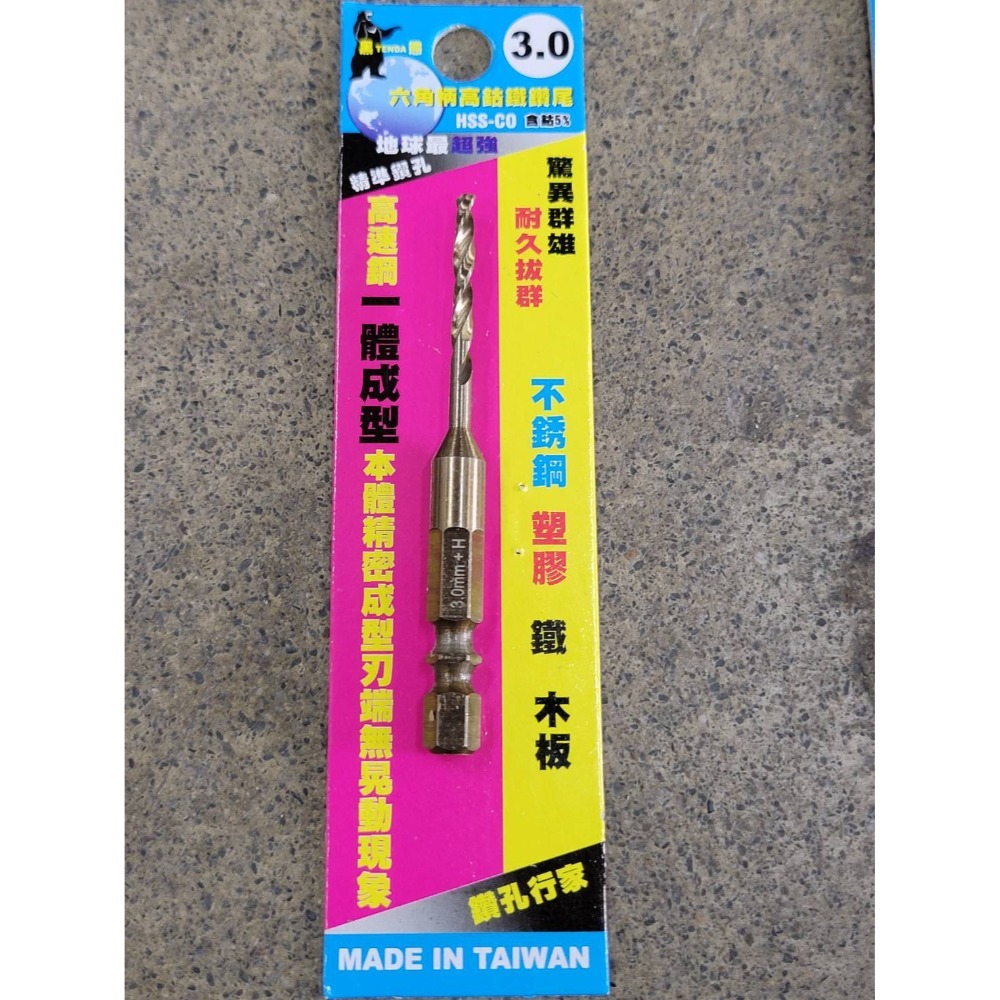 黑 TENDA 熊
3.0
六角柄高鈷鐵鑽尾
HSS-CO 含鈷5%
地球最超強
精準鑽孔
高速鋼一體成型本體精密成型刃端無晃動現象
驚異群雄
耐久拔群
不銹鋼 塑膠 鐵 木板
3.0mm.+H
鑽孔行家
MADE IN TAIWAN